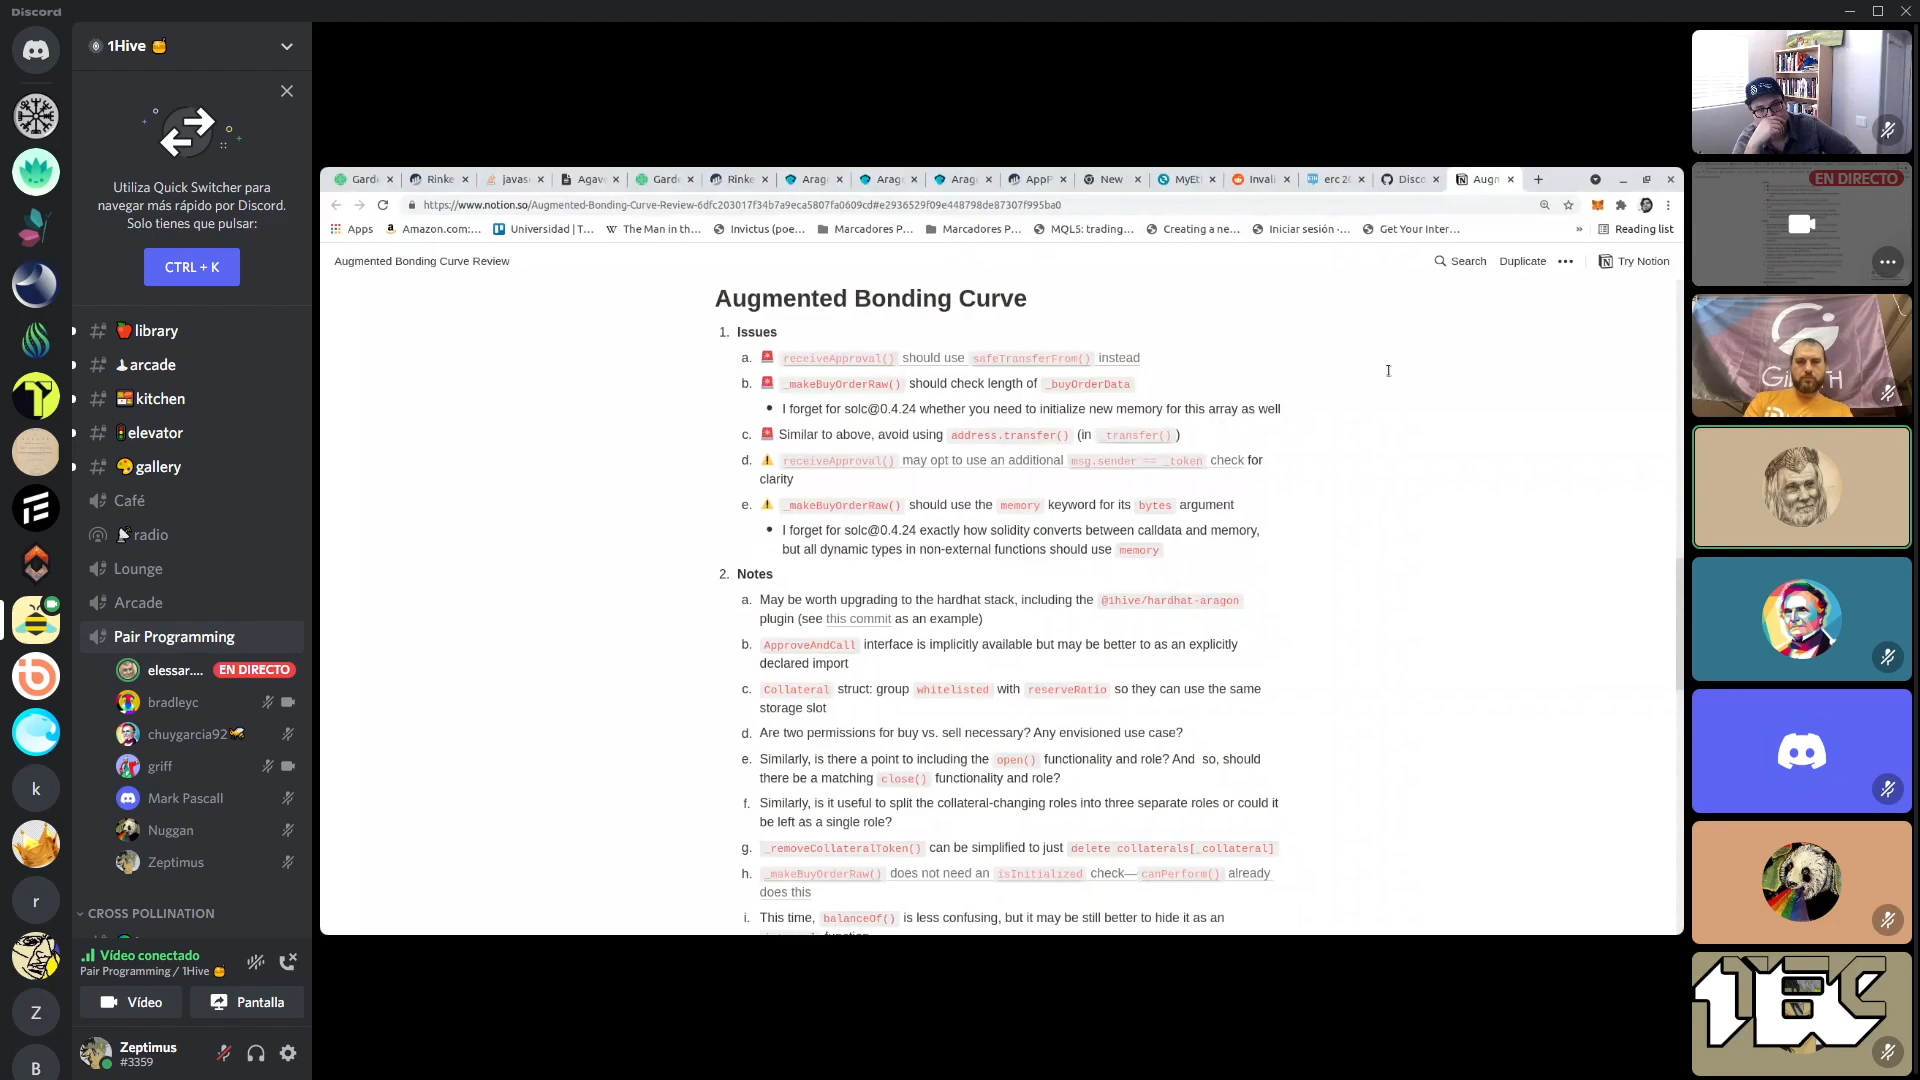 Discord
1Hive
Utiliza Quick Switcher para
navegar más rápido por Discord.
Solo tienes que pulsar:
CTRL + K
library
arcade
kitchen
elevator
gallery
Café
radio
Lounge
Arcade
Pair Programming
elessar.... EN DIRECTO
bradleyc
chuygarcia92
griff
Mark Pascall
Nuggan
Zeptimus
CROSS POLLINATION
Vídeo conectado
Pair Programming / 1Hive
Vídeo
Pantalla
Zeptimus
#3359
k
r
Z
B
Gard Rinke javas Agav Gard Rinke Arag Arag Arag AppF New MyEt Invali erc 20 Disco Augn
https://www.notion.so/Augmented-Bonding-Curve-Review-6dfc203017f34b7a9eca5807fa0609cd#e2936529f09e448798de87307f995ba0
Apps Amazon.com:... Universidad | T... The Man in th... Invictus (poe... Marcadores P... Marcadores P... MQL5: trading... Creating a ne... Iniciar sesión -... Get Your Inter... » Reading list
Augmented Bonding Curve Review
Search Duplicate ••• Try Notion
Augmented Bonding Curve
1. Issues
a. receiveApproval() should use safeTransferFrom() instead
b. _makeBuyOrderRaw() should check length of _buyOrderData
• I forget for solc@0.4.24 whether you need to initialize new memory for this array as well
c. Similar to above, avoid using address.transfer() (in _transfer() )
d. receiveApproval() may opt to use an additional msg.sender == _token check for
clarity
e. _makeBuyOrderRaw() should use the memory keyword for its bytes argument
• I forget for solc@0.4.24 exactly how solidity converts between calldata and memory,
but all dynamic types in non-external functions should use memory
2. Notes
a. May be worth upgrading to the hardhat stack, including the @1hive/hardhat-aragon
plugin (see this commit as an example)
b. ApproveAndCall interface is implicitly available but may be better to as an explicitly
declared import
c. Collateral struct: group whitelisted with reserveRatio so they can use the same
storage slot
d. Are two permissions for buy vs. sell necessary? Any envisioned use case?
e. Similarly, is there a point to including the open() functionality and role? And so, should
there be a matching close() functionality and role?
f. Similarly, is it useful to split the collateral-changing roles into three separate roles or could it
be left as a single role?
g. _removeCollateralToken() can be simplified to just delete collaterals[_collateral]
h. _makeBuyOrderRaw() does not need an isInitialized check—canPerform() already
does this
i. This time, balanceOf() is less confusing, but it may be still better to hide it as an
EN DIRECTO